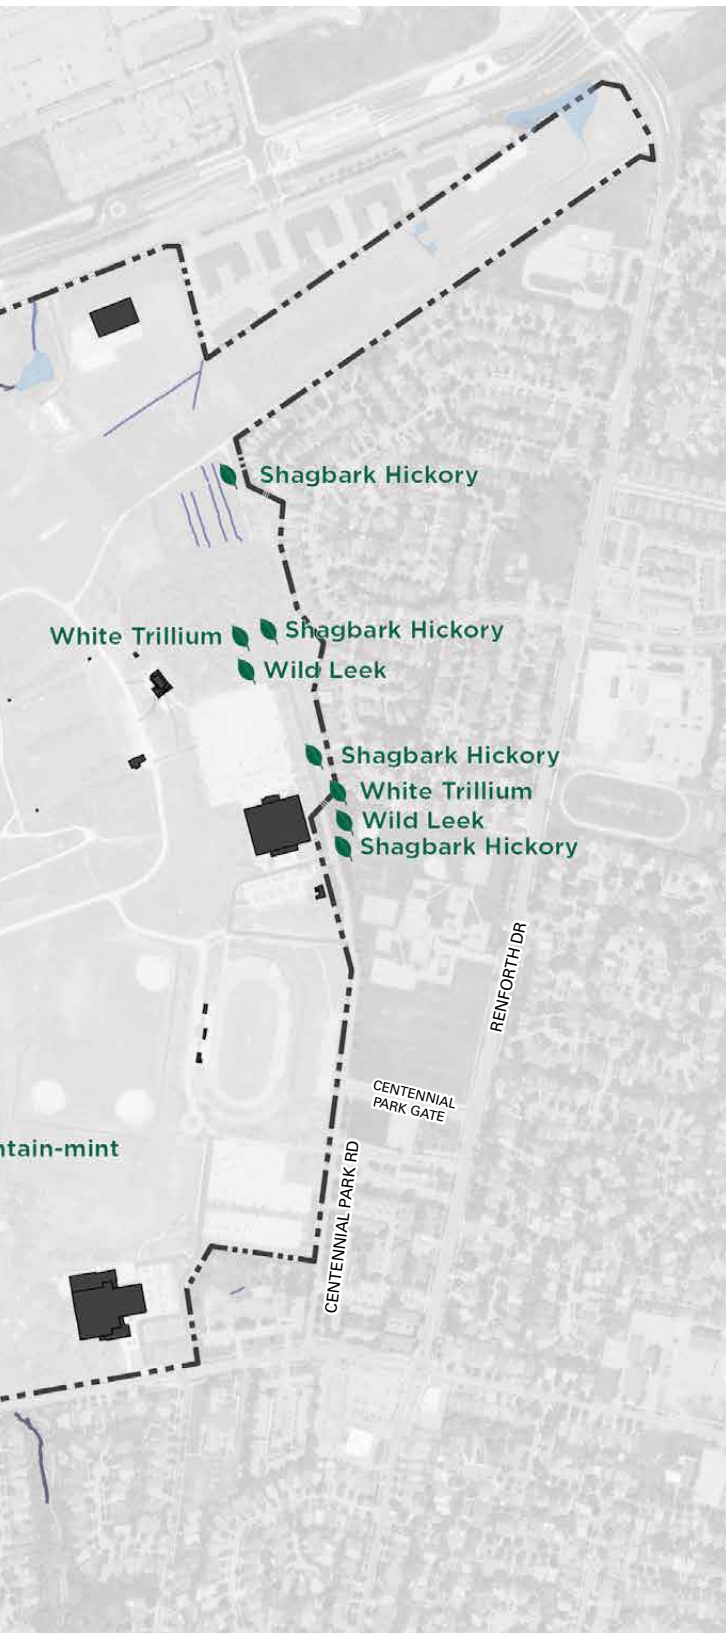 Shagbark Hickory
White Trillium
Shagbark Hickory
Wild Leek
Shagbark Hickory
White Trillium
Wild Leek
Shagbark Hickory
RENFORTH DR
CENTENNIAL
PARK GATE
ntain-mint
CENTENNIAL PARK RD